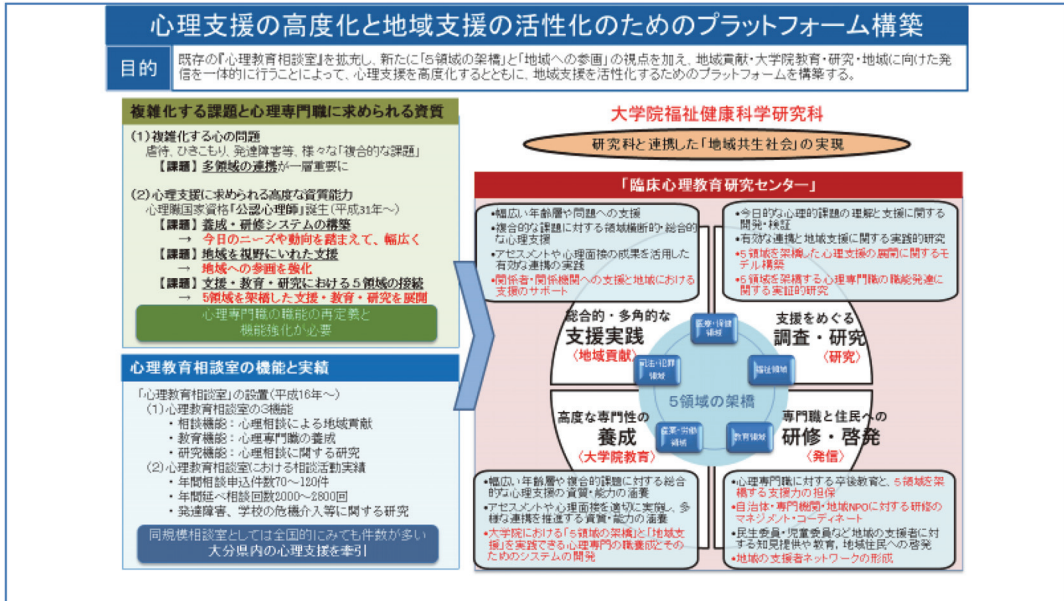 心理支援の高度化と地域支援の活性化のためのプラットフォーム構築
目的
既存の『心理教育相談室』を拡充し、新たに「5領域の架橋」と「地域への参画」の視点を加え、地域貢献・大学院教育・研究・地域に向けた発
信を一体的に行うことによって、心理支援を高度化するとともに、地域支援を活性化するためのプラットフォームを構築する。
複雑化する課題と心理専門職に求められる資質
(1)複雑化する心の問題
虐待、ひきこもり、発達障害等、様々な「複合的な課題」
【課題】多領域の連携が一層重要に
(2)心理支援に求められる高度な資質能力
心理職国家資格「公認心理師」誕生(平成31年～)
【課題】養成・研修システムの構築
→ 今日のニーズや動向を踏まえて、幅広く
【課題】地域を視野にいれた支援
→ 地域への参画を強化
【課題】支援・教育・研究における5領域の接続
→ 5領域を架橋した支援・教育・研究を展開
心理専門職の職能の再定義と
機能強化が必要
心理教育相談室の機能と実績
「心理教育相談室」の設置(平成16年～)
(1)心理教育相談室の3機能
・相談機能:心理相談による地域貢献
・教育機能:心理専門職の養成
・研究機能:心理相談に関する研究
(2)心理教育相談室における相談活動実績
・年間相談申込件数70～120件
・年間延べ相談回数2000～2800回
・発達障害、学校の危機介入等に関する研究
同規模相談室としては全国的にみても件数が多い
大分県内の心理支援を牽引
大学院福祉健康科学研究科
研究科と連携した「地域共生社会」の実現
「臨床心理教育研究センター」
•幅広い年齢層や問題への支援
•複合的な課題に対する領域横断的・総合的
な心理支援
•アセスメントや心理面接の成果を活用した
有効な連携の実践
•関係者・関係機関への支援と地域における
支援のサポート
•今日的な心理的課題の理解と支援に関する
開発・検証
•有効な連携と地域支援に関する実践的研究
•5領域を架橋した心理支援の展開に関するモ
デル構築
•5領域を架橋する心理専門職の職能発達に
関する実証的研究
総合的・多角的な
支援実践
〈地域貢献〉
支援をめぐる
調査・研究
〈研究〉
医療・保健
領域
司法・犯罪
領域
福祉領域
5領域の架橋
産業・労働
領域
教育領域
高度な専門性の
養成
〈大学院教育〉
専門職と住民への
研修・啓発
〈発信〉
•幅広い年齢層や複合的課題に対する総合
的な心理支援の資質・能力の涵養
•アセスメントや心理面接を適切に実施し、多
様な連携を推進する資質・能力の涵養
•大学院における「5領域の架橋」と「地域支
援」を実践できる心理専門の職養成とその
ためのシステムの開発
•心理専門職に対する卒後教育と、5領域を架
橋する支援力の担保
•自治体・専門機関・地域NPOに対する研修の
マネジメント・コーディネート
•民生委員・児童委員など地域の支援者に対
する知見提供や教育、地域住民への啓発
•地域の支援者ネットワークの形成